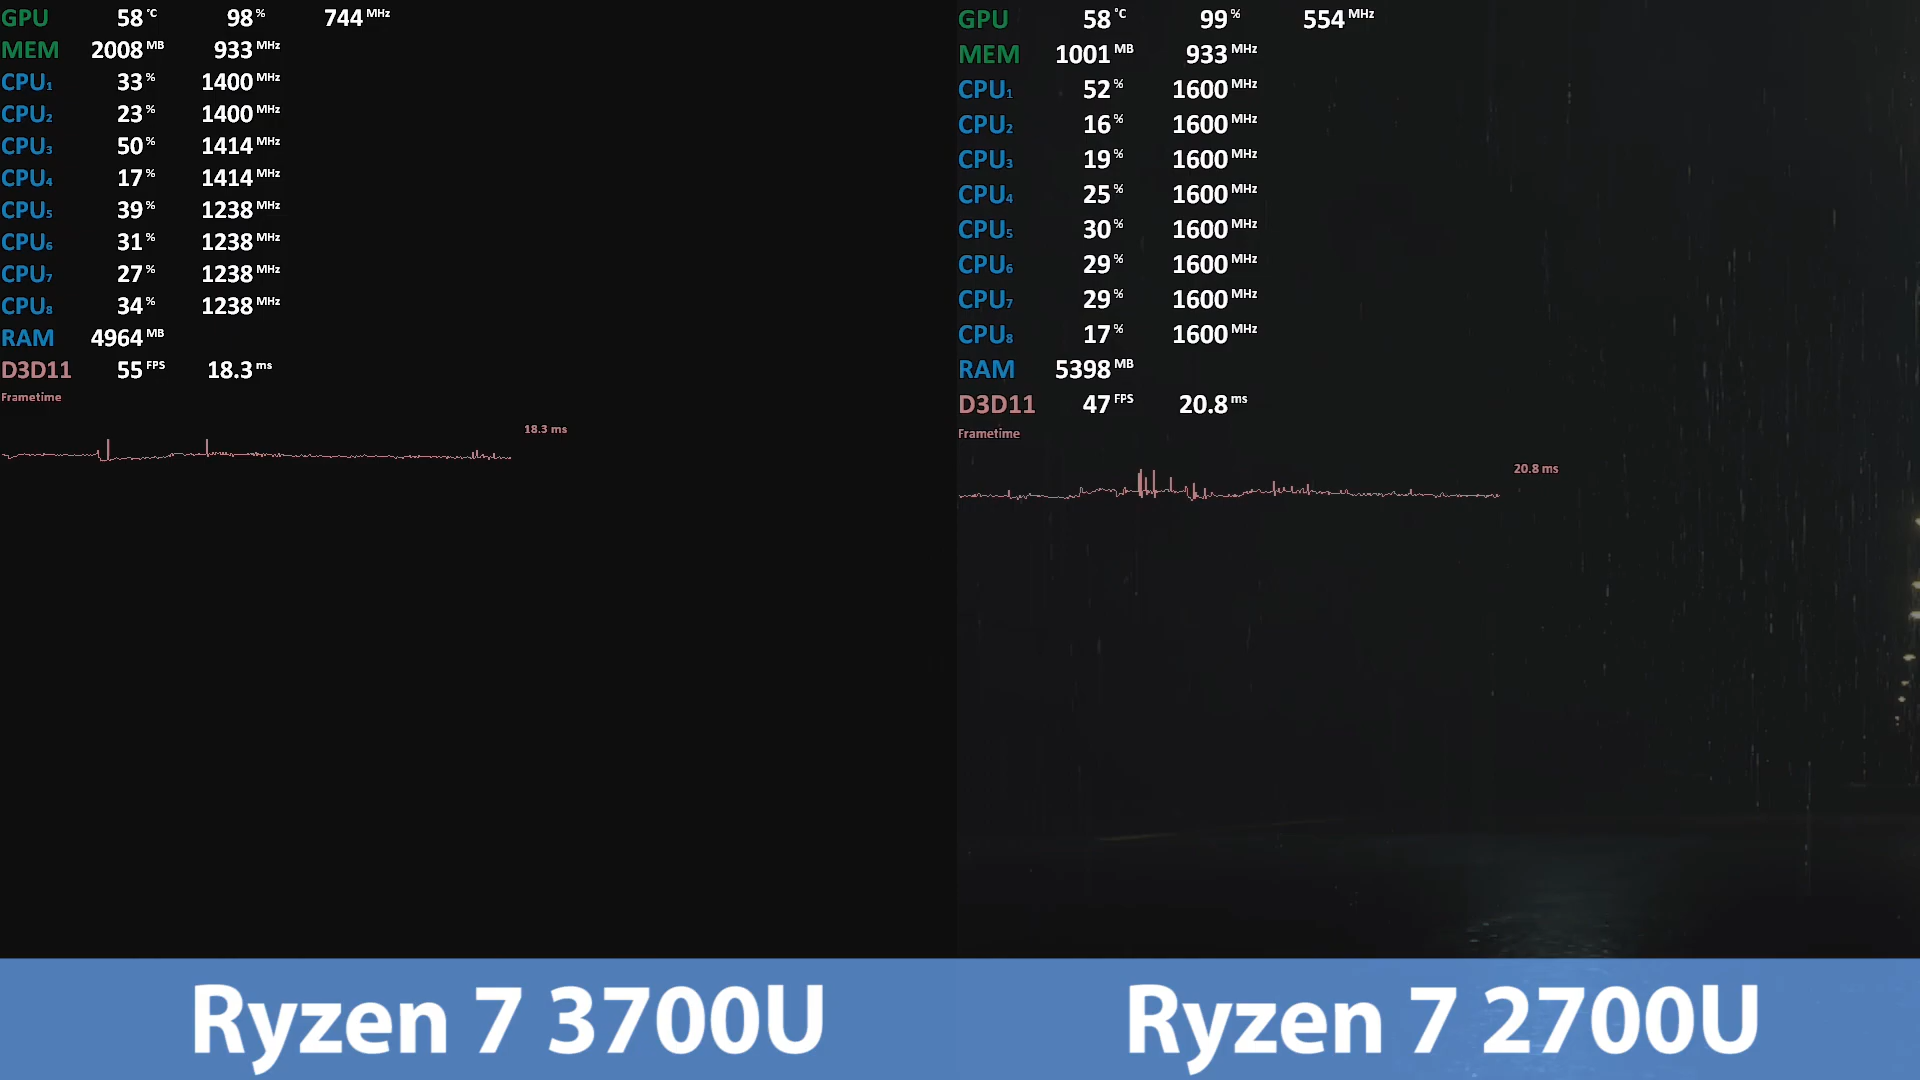 GPU 58 °C 98 % 744 MHz
MEM 2008 MB 933 MHz
CPU1 33 % 1400 MHz
CPU2 23 % 1400 MHz
CPU3 50 % 1414 MHz
CPU4 17 % 1414 MHz
CPU5 39 % 1238 MHz
CPU6 31 % 1238 MHz
CPU7 27 % 1238 MHz
CPU8 34 % 1238 MHz
RAM 4964 MB
D3D11 55 FPS 18.3 ms
Frametime
18.3 ms
GPU 58 °C 99 % 554 MHz
MEM 1001 MB 933 MHz
CPU1 52 % 1600 MHz
CPU2 16 % 1600 MHz
CPU3 19 % 1600 MHz
CPU4 25 % 1600 MHz
CPU5 30 % 1600 MHz
CPU6 29 % 1600 MHz
CPU7 29 % 1600 MHz
CPU8 17 % 1600 MHz
RAM 5398 MB
D3D11 47 FPS 20.8 ms
Frametime
20.8 ms
Ryzen 7 3700U
Ryzen 7 2700U